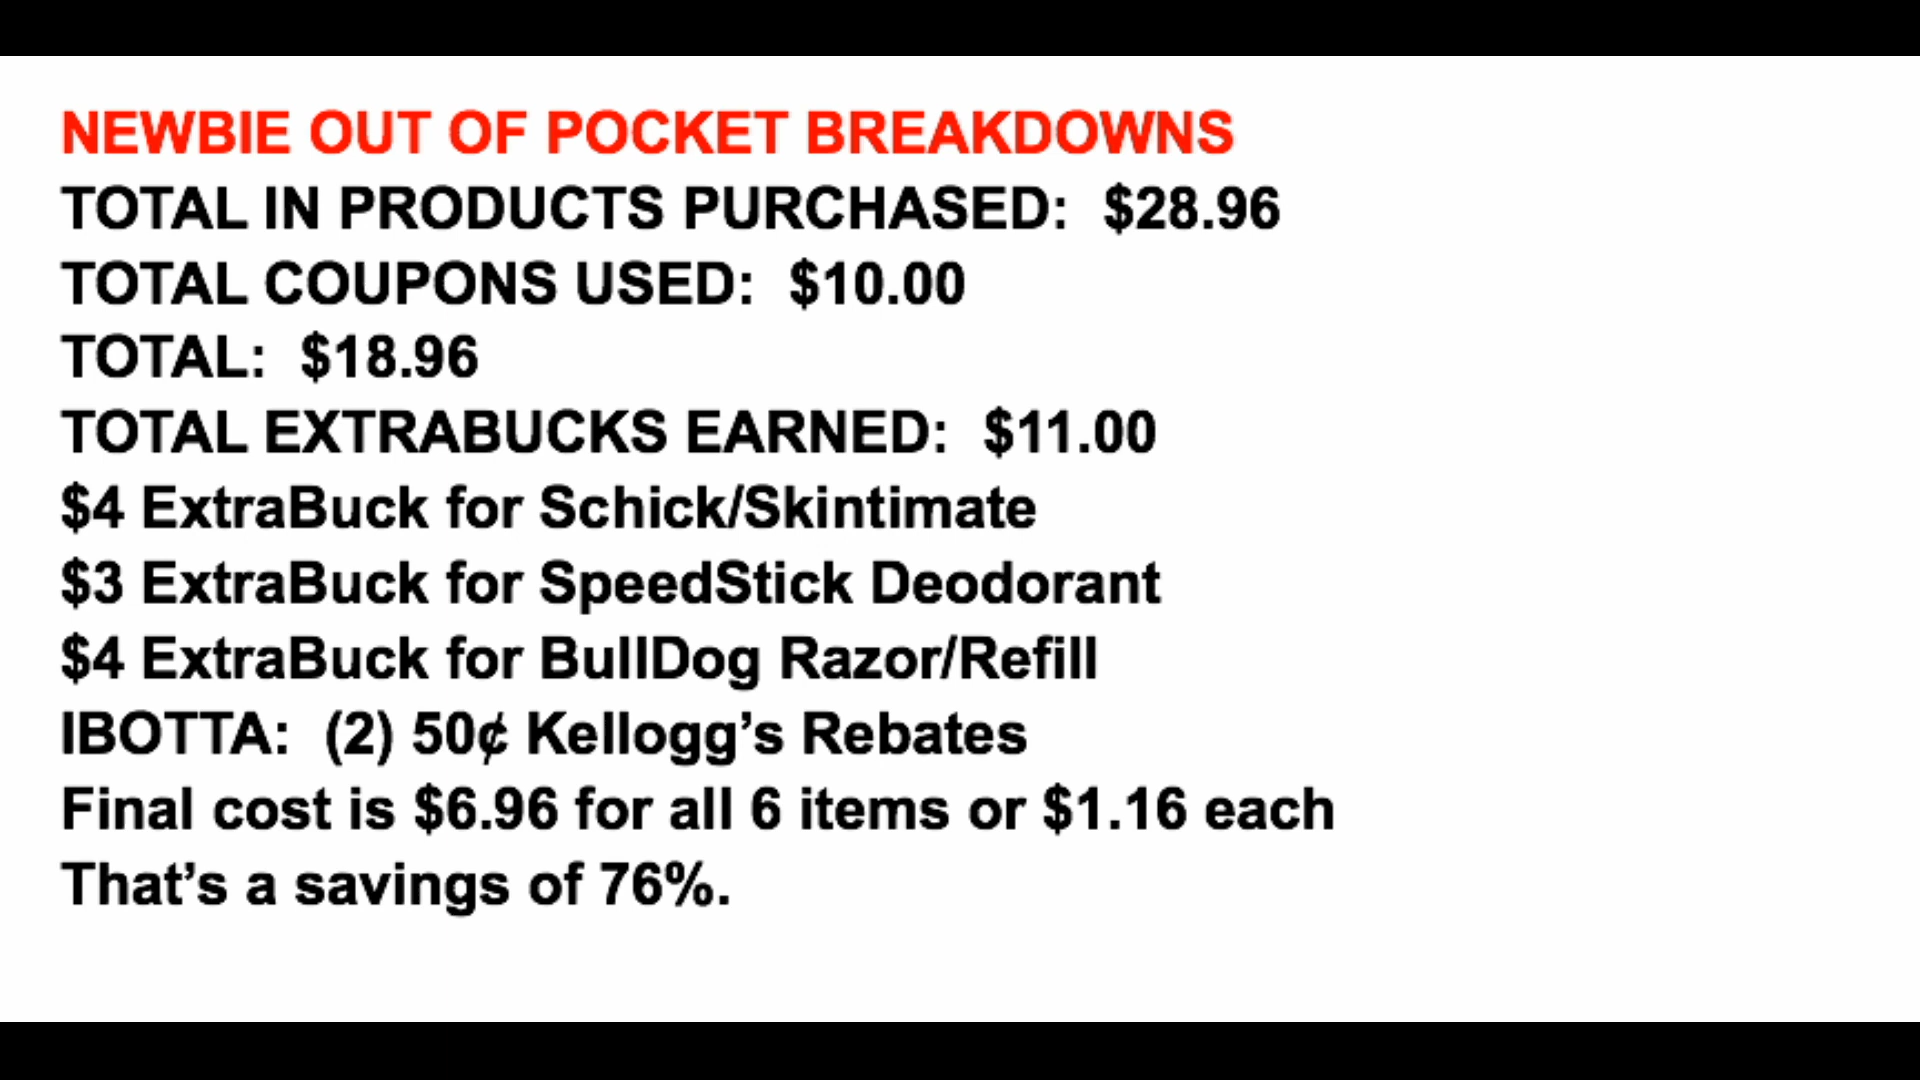 NEWBIE OUT OF POCKET BREAKDOWNS
TOTAL IN PRODUCTS PURCHASED: $28.96
TOTAL COUPONS USED: $10.00
TOTAL: $18.96
TOTAL EXTRABUCKS EARNED: $11.00
$4 ExtraBuck for Schick/Skintimate
$3 ExtraBuck for SpeedStick Deodorant
$4 ExtraBuck for BullDog Razor/Refill
IBOTTA: (2) 50¢ Kellogg’s Rebates
Final cost is $6.96 for all 6 items or $1.16 each
That’s a savings of 76%.